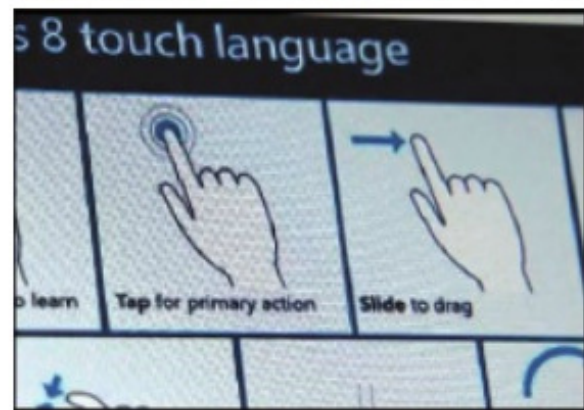 s 8 touch language
o learn
Tap for primary action
Slide to drag